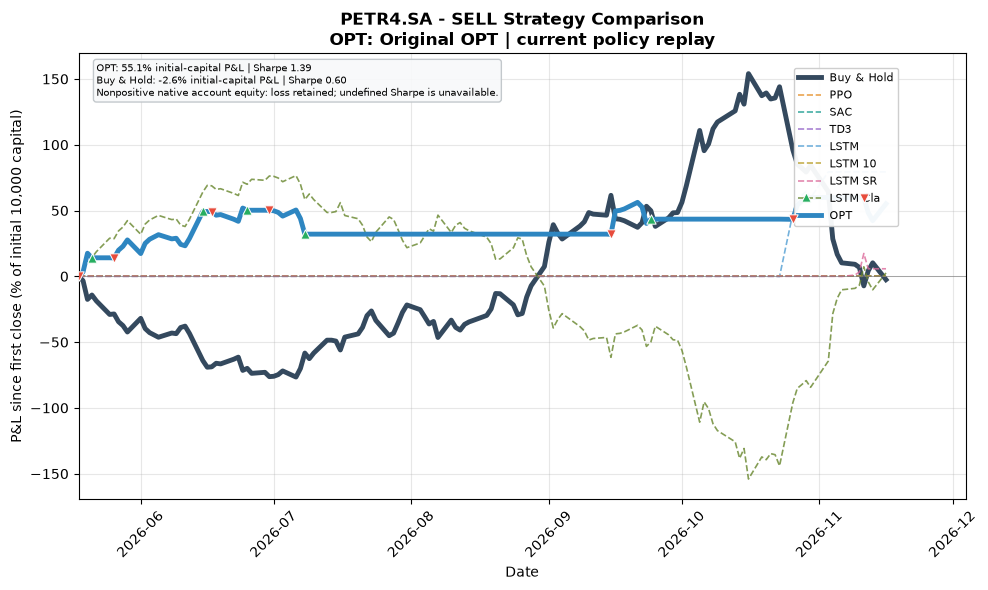 PETR4.SA - SELL Strategy Comparison
OPT: Original OPT | current policy replay
OPT: 55.1% initial-capital P&L | Sharpe 1.39
Buy & Hold: -2.6% initial-capital P&L | Sharpe 0.60
Nonpositive native account equity: loss retained; undefined Sharpe is unavailable.
Buy & Hold
PPO
SAC
TD3
LSTM
LSTM 10
LSTM SR
LSTM
OPT
P&L since first close (% of initial 10,000 capital)
150
100
50
0
−50
−100
−150
2026-06
2026-07
2026-08
2026-09
2026-10
2026-11
2026-12
Date